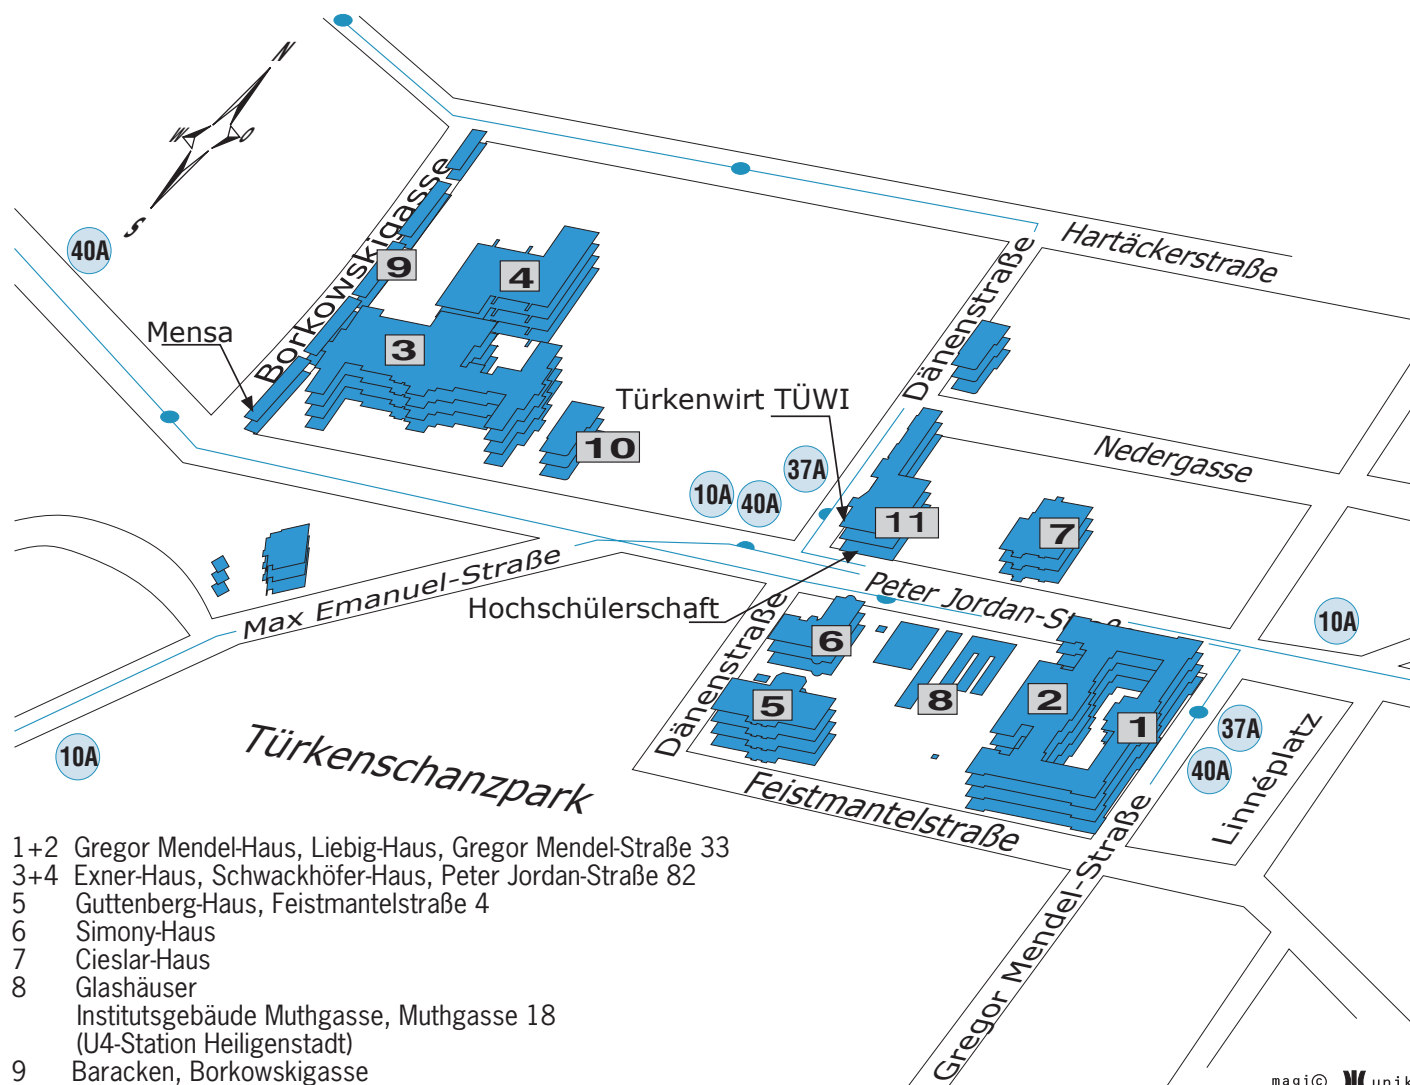 N
W
O
S
40A
Borkowskigasse
9
4
Mensa
3
Hartäckerstraße
Dänenstraße
Türkenwirt TÜWI
10
37A
10A
40A
Nedergasse
11
7
Max Emanuel-Straße
Hochschülerschaft
Peter Jordan-Straße
10A
Dänenstraße
6
5
8
2
1
37A
40A
Linnéplatz
10A
Türkenschanzpark
Feistmantelstraße
Gregor Mendel-Straße
1+2 Gregor Mendel-Haus, Liebig-Haus, Gregor Mendel-Straße 33
3+4 Exner-Haus, Schwackhöfer-Haus, Peter Jordan-Straße 82
5 Guttenberg-Haus, Feistmantelstraße 4
6 Simony-Haus
7 Cieslar-Haus
8 Glashäuser
Institutsgebäude Muthgasse, Muthgasse 18
(U4-Station Heiligenstadt)
9 Baracken, Borkowskigasse
magi© unik